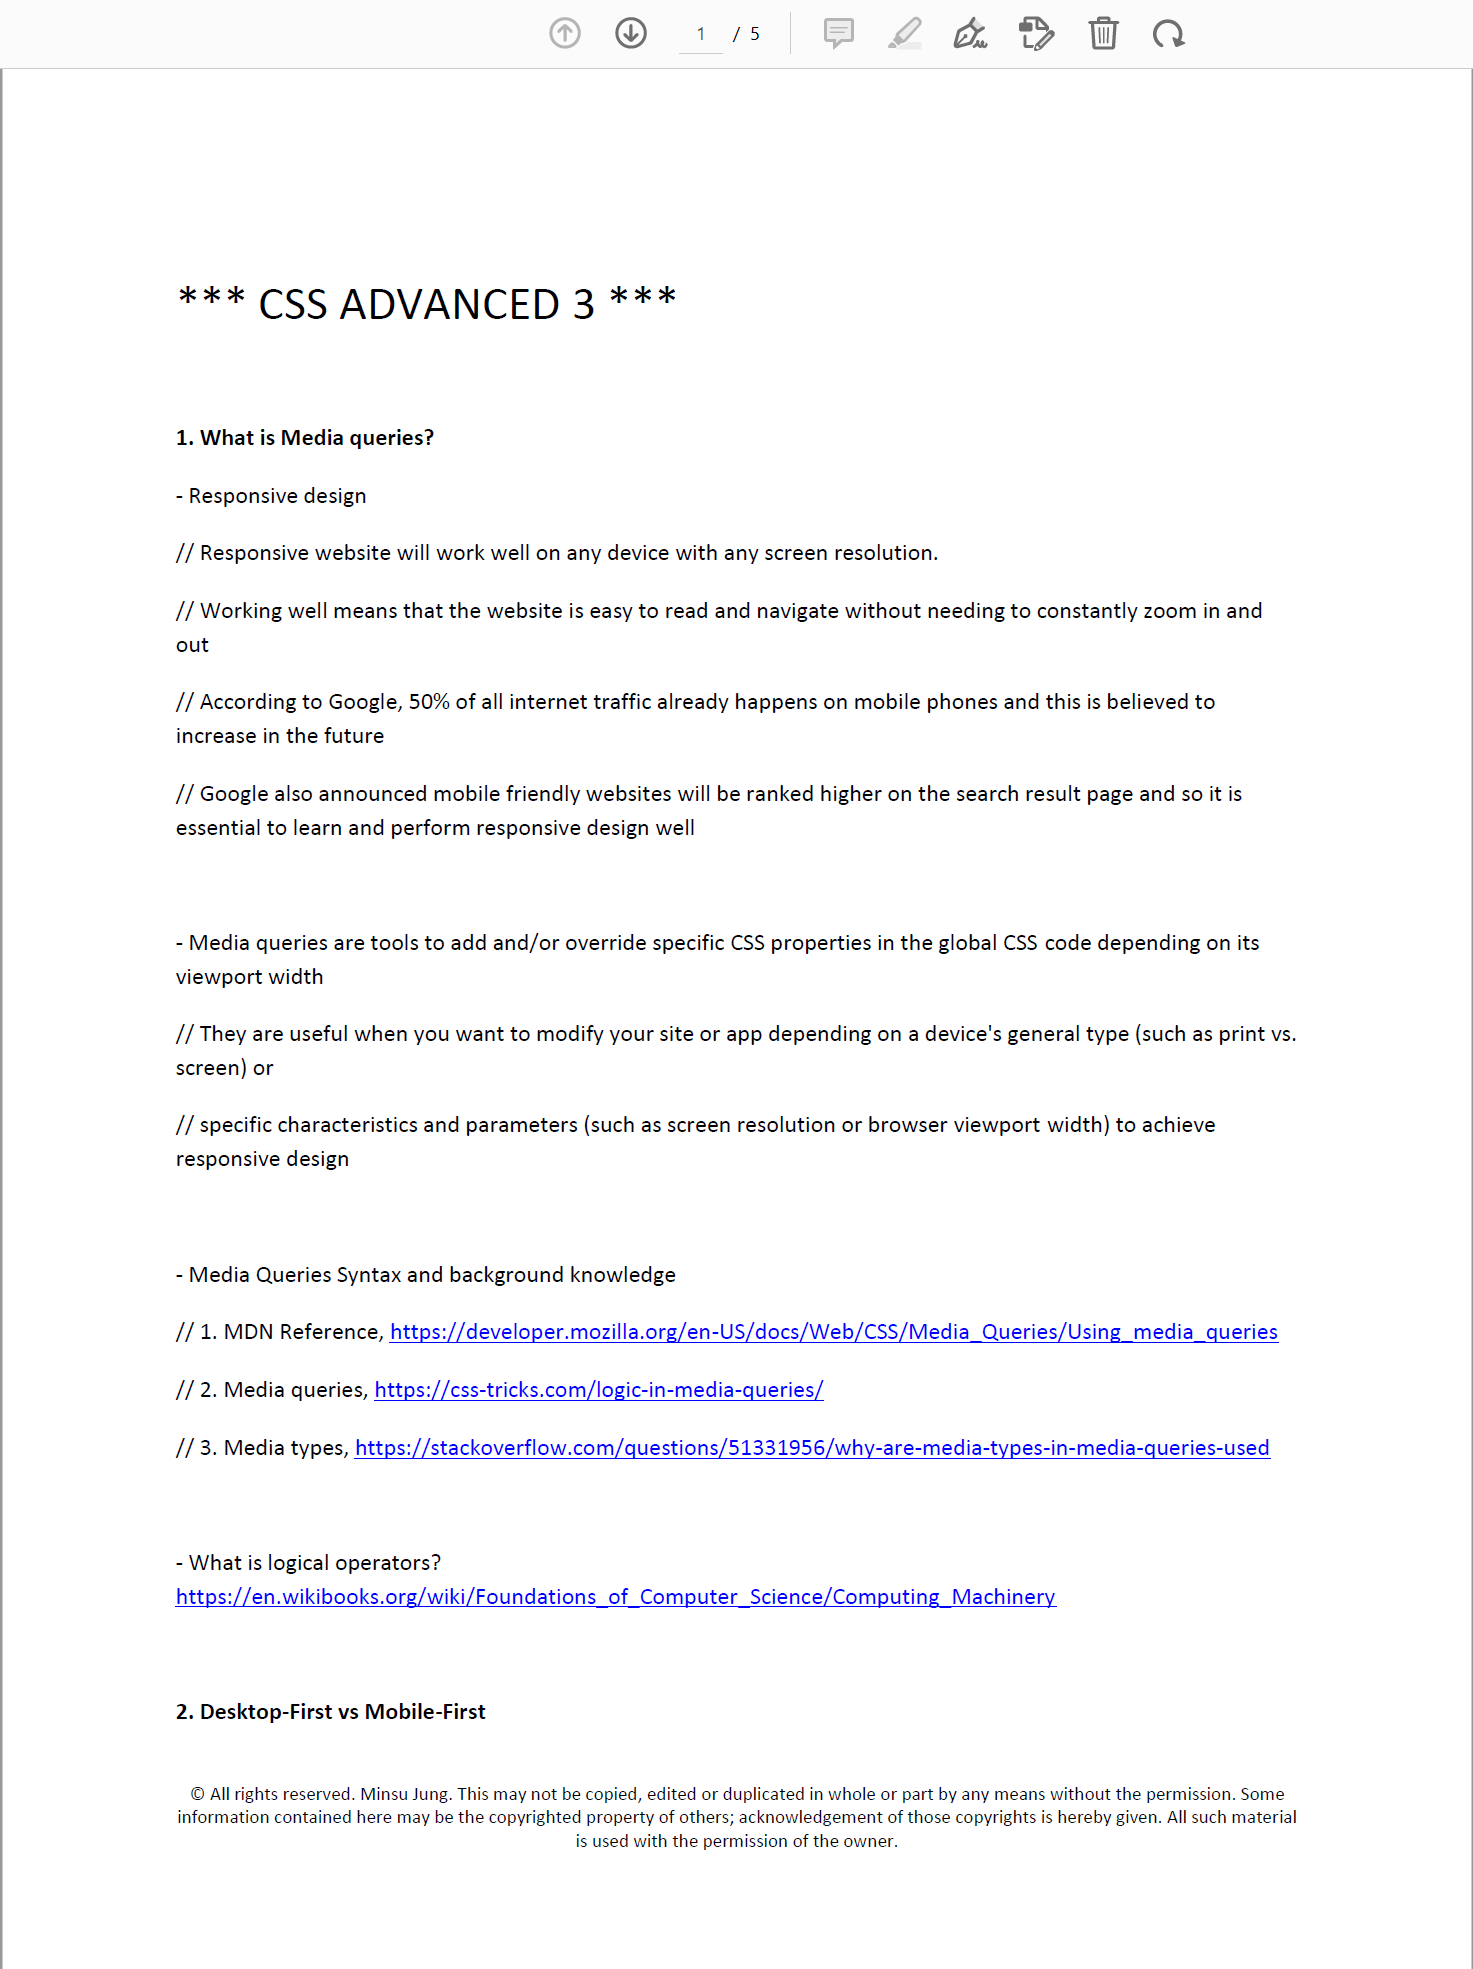 1 / 5
*** CSS ADVANCED 3 ***
1. What is Media queries?
- Responsive design
// Responsive website will work well on any device with any screen resolution.
// Working well means that the website is easy to read and navigate without needing to constantly zoom in and
out
// According to Google, 50% of all internet traffic already happens on mobile phones and this is believed to
increase in the future
// Google also announced mobile friendly websites will be ranked higher on the search result page and so it is
essential to learn and perform responsive design well
- Media queries are tools to add and/or override specific CSS properties in the global CSS code depending on its
viewport width
// They are useful when you want to modify your site or app depending on a device's general type (such as print vs.
screen) or
// specific characteristics and parameters (such as screen resolution or browser viewport width) to achieve
responsive design
- Media Queries Syntax and background knowledge
// 1. MDN Reference, https://developer.mozilla.org/en-US/docs/Web/CSS/Media_Queries/Using_media_queries
// 2. Media queries, https://css-tricks.com/logic-in-media-queries/
// 3. Media types, https://stackoverflow.com/questions/51331956/why-are-media-types-in-media-queries-used
- What is logical operators?
https://en.wikibooks.org/wiki/Foundations_of_Computer_Science/Computing_Machinery
2. Desktop-First vs Mobile-First
© All rights reserved. Minsu Jung. This may not be copied, edited or duplicated in whole or part by any means without the permission. Some
information contained here may be the copyrighted property of others; acknowledgement of those copyrights is hereby given. All such material
is used with the permission of the owner.